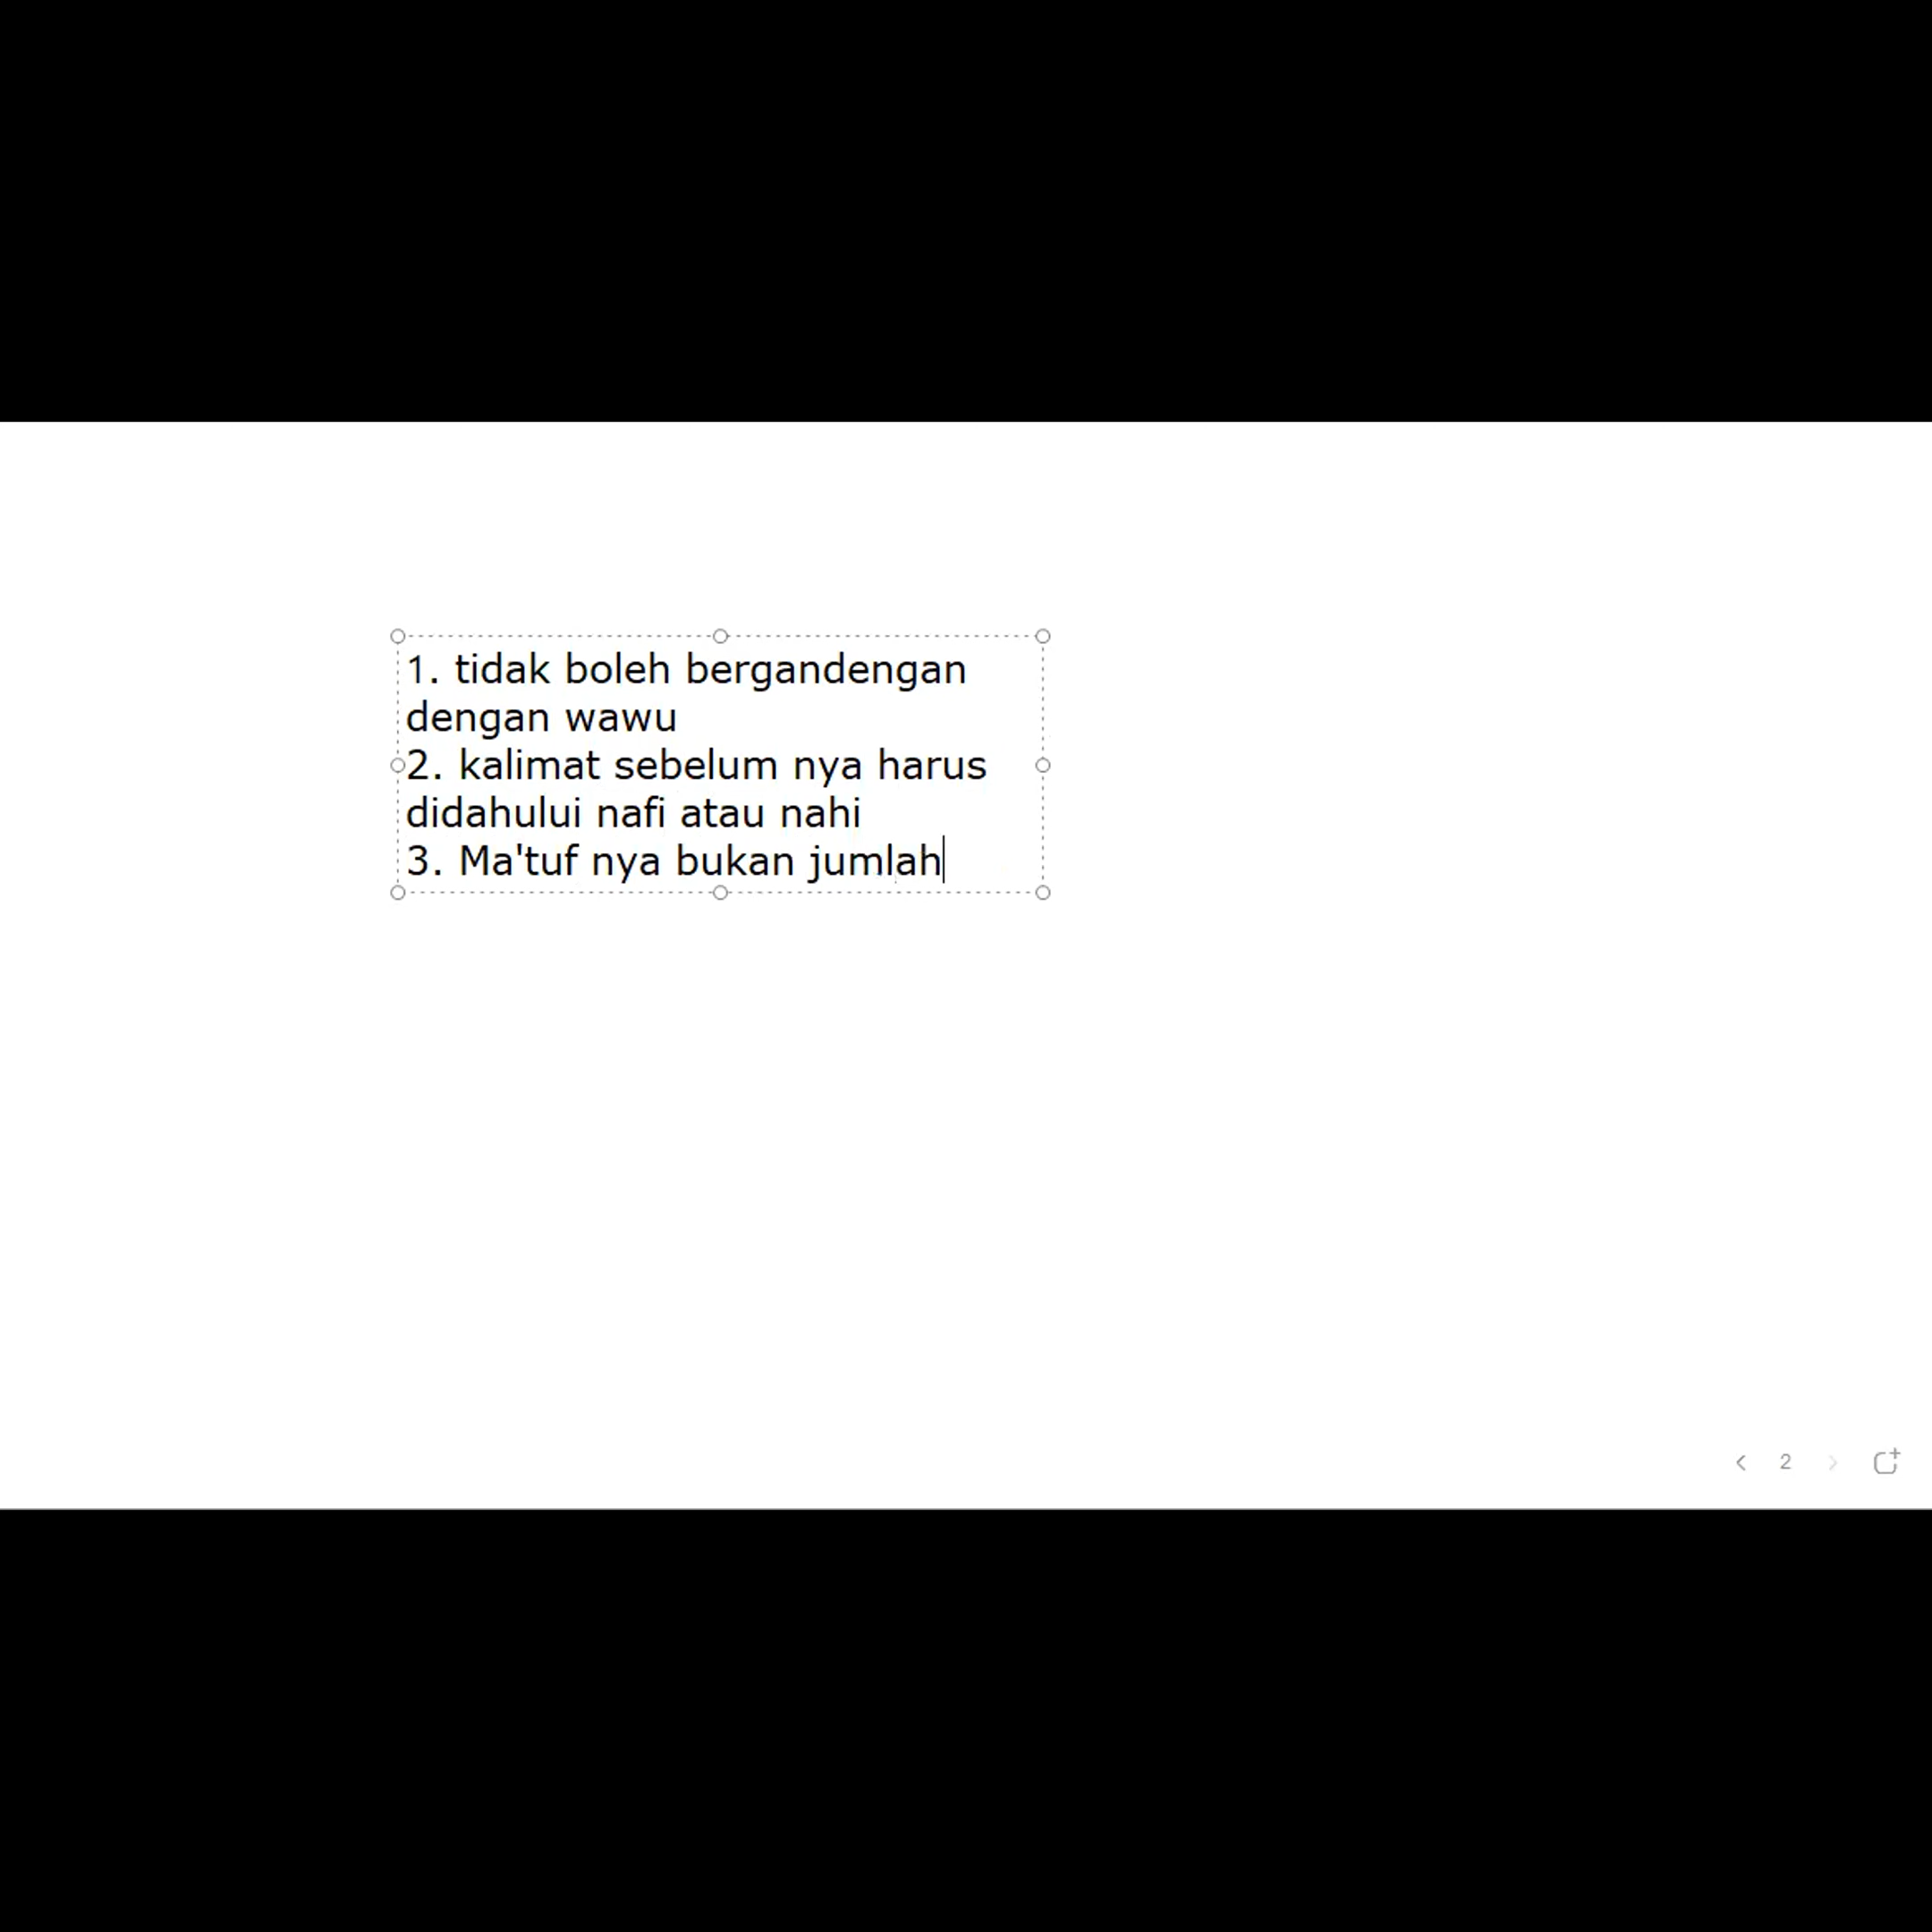 1. tidak boleh bergandengan
dengan wawu
2. kalimat sebelum nya harus
didahului nafi atau nahi
3. Ma'tuf nya bukan jumlah
2